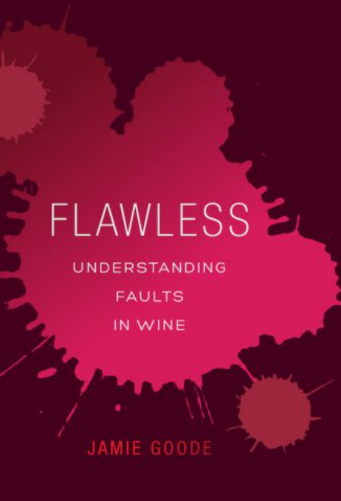 FLAWLESS
UNDERSTANDING
FAULTS
IN WINE
JAMIE GOODE